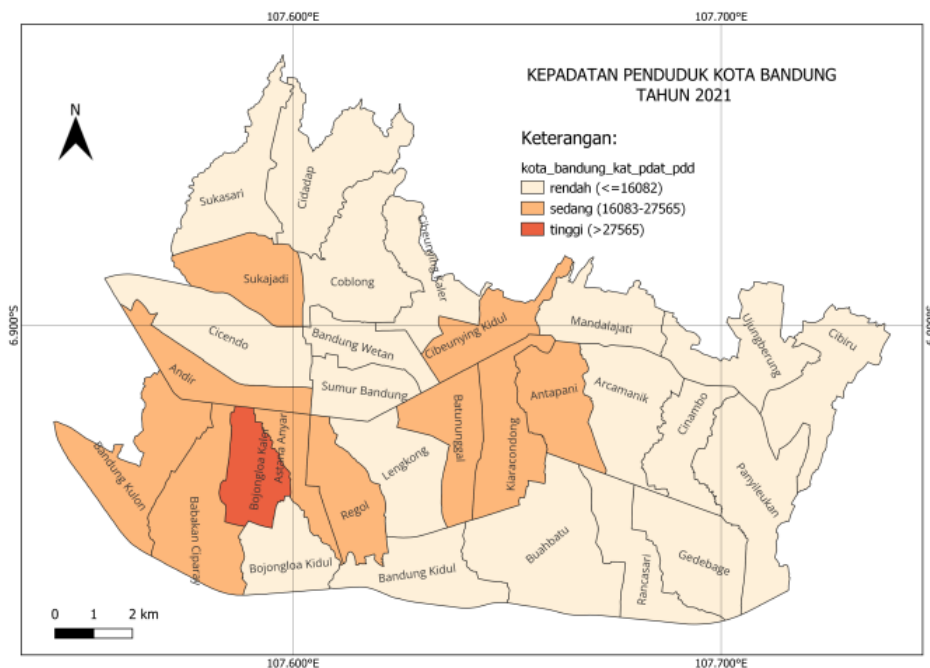 107.600°E
107.700°E
KEPADATAN PENDUDUK KOTA BANDUNG
TAHUN 2021
N
Keterangan:
kota_bandung_kat_pdat_pdd
rendah (<=16082)
sedang (16083-27565)
tinggi (>27565)
Sukasari
Cidadap
Cibeunying Kaler
Sukajadi
Coblong
6.900°S
6.900°S
Cicendo
Bandung Wetan
Cibeunying Kidul
Mandalajati
Ujungberung
Cibiru
Andir
Sumur Bandung
Antapani
Arcamanik
Cinambo
Bandung Kulon
Babakan Ciparay
Bojongloa Kaler
Astana Anyar
Regol
Lengkong
Batununggal
Kiaracondong
Panyileukan
Bojongloa Kidul
Bandung Kidul
Buahbatu
Rancasari
Gedebage
0 1 2 km
107.600°E
107.700°E